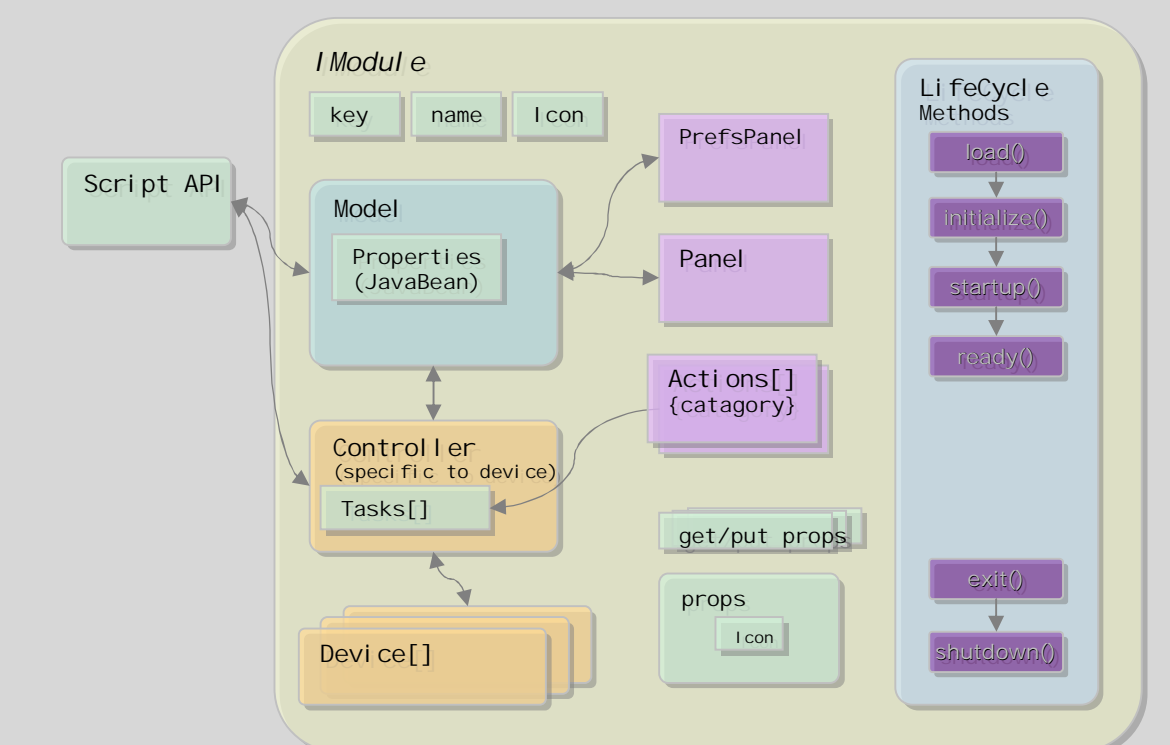 IModule
key
name
Icon
Script API
Model
Properties
(JavaBean)
Controller
(specific to device)
Tasks[]
Device[]
PrefsPanel
Panel
Actions[]
{catagory}
get/put props
props
Icon
LifeCycle
Methods
load()
initialize()
startup()
ready()
exit()
shutdown()